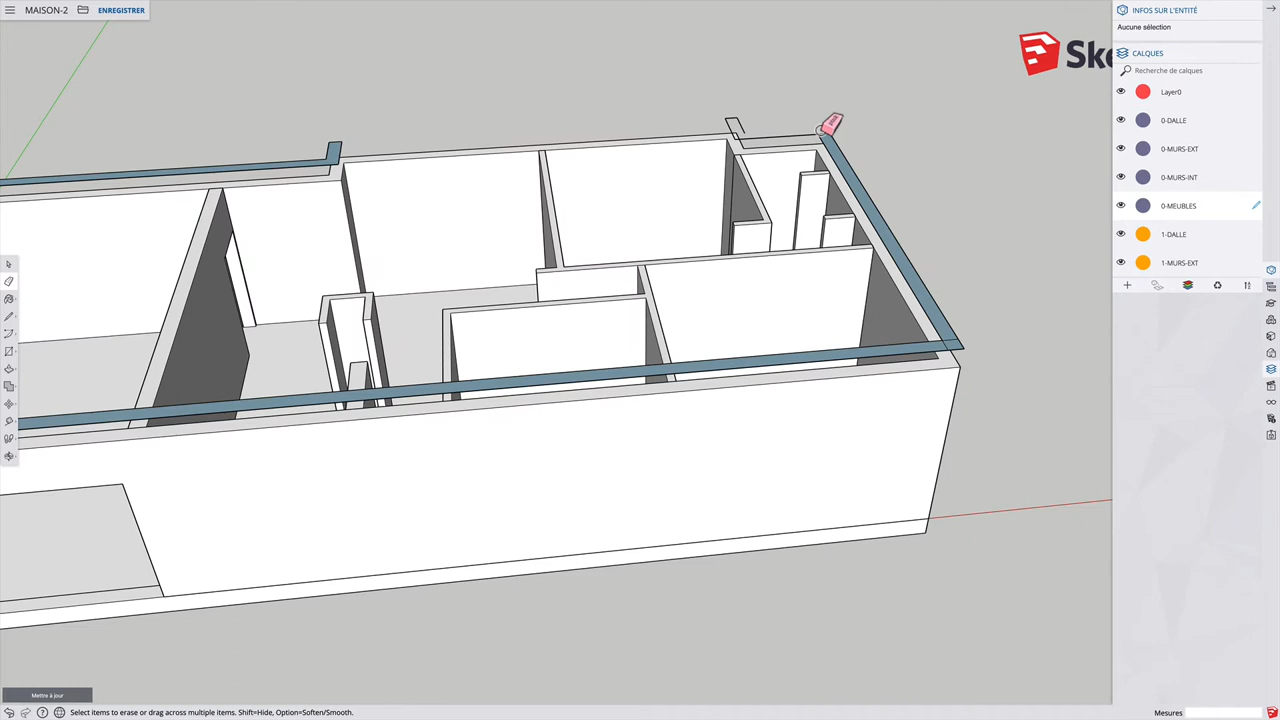 MAISON-2
ENREGISTRER
Ske
INFOS SUR L'ENTITÉ
Aucune sélection
CALQUES
Recherche de calques
Layer0
0-DALLE
0-MURS-EXT
0-MURS-INT
0-MEUBLES
1-DALLE
1-MURS-EXT
Mettre à jour
Select items to erase or drag across multiple items. Shift=Hide, Option=Soften/Smooth.
Mesures